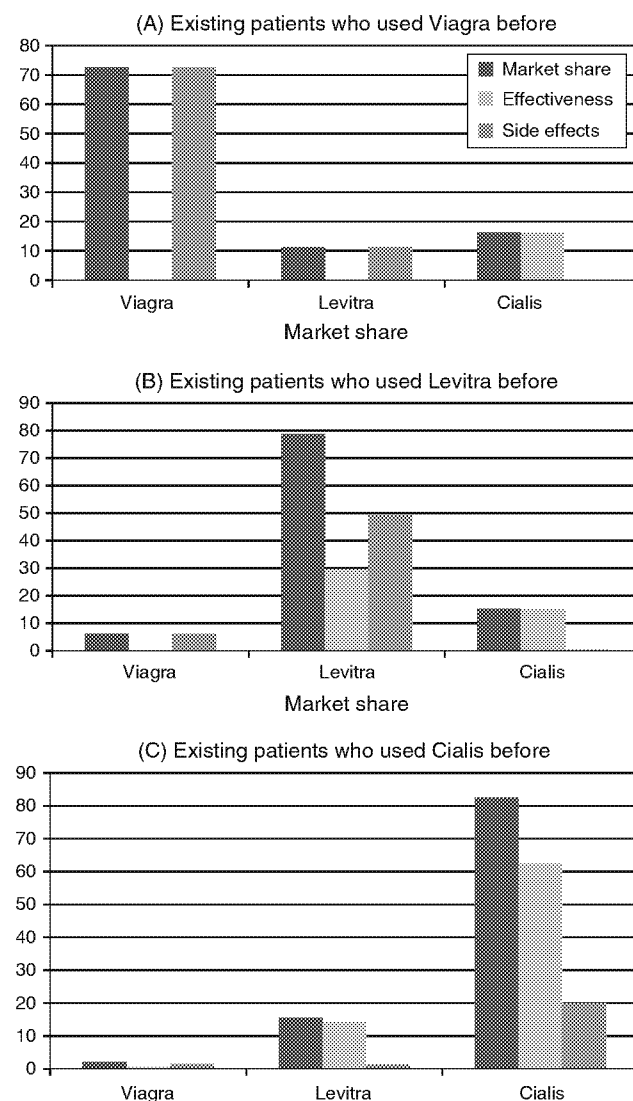 (A) Existing patients who used Viagra before
80
70
60
50
40
30
20
10
0
Market share
Effectiveness
Side effects
Viagra
Levitra
Cialis
Market share
(B) Existing patients who used Levitra before
90
80
70
60
50
40
30
20
10
0
Viagra
Levitra
Cialis
Market share
(C) Existing patients who used Cialis before
90
80
70
60
50
40
30
20
10
0
Viagra
Levitra
Cialis